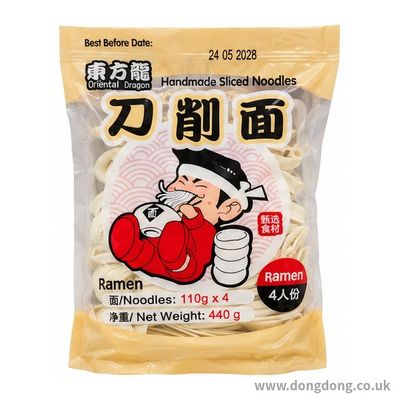 Best Before Date:
24 05 2028
東方龍
Oriental Dragon
Handmade Sliced Noodles
刀削面
面
甄选
食材
Ramen
面/Noodles: 110g x 4
净重/ Net Weight: 440 g
Ramen
4人份
www.dongdong.co.uk